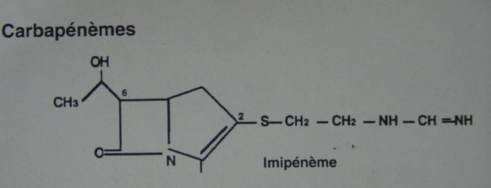 Carbapénèmes
OH
6
CH₃
2
S–CH₂ – CH₂ – NH – CH =NH
O
N
Imipénème